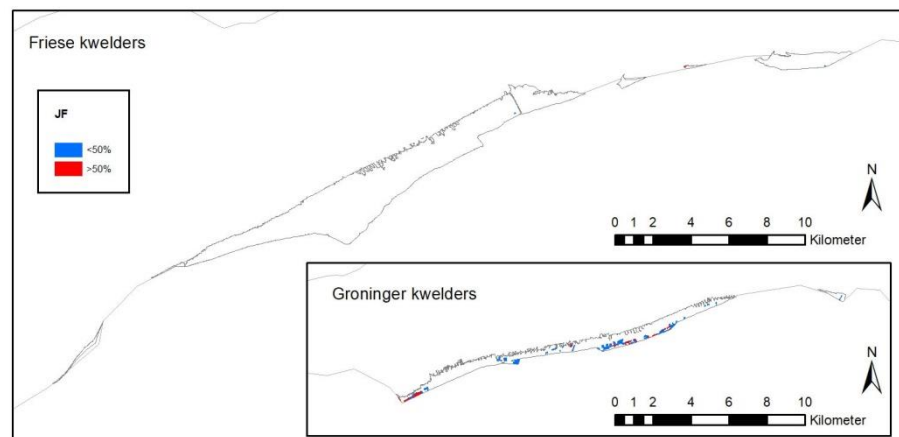 Friese kwelders
JF
<50%
>50%
N
0 1 2 4 6 8 10
Kilometer
Groninger kwelders
N
0 1 2 4 6 8 10
Kilometer